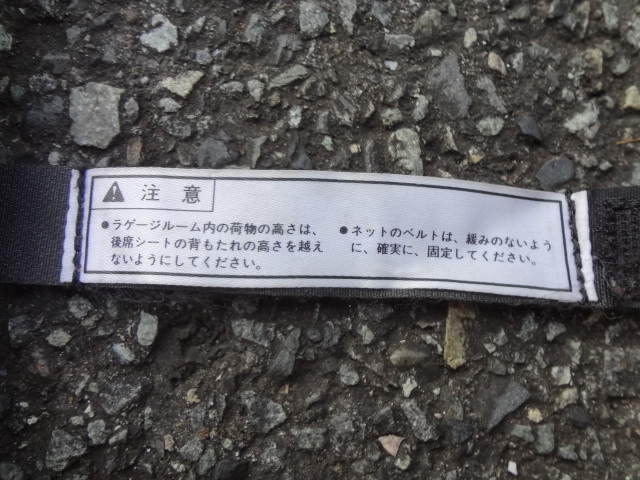 注意
●ラゲージルーム内の荷物の高さは、
後席シートの背もたれの高さを越え
ないようにしてください。
●ネットのベルトは、緩みのないよう
に、確実に、固定してください。